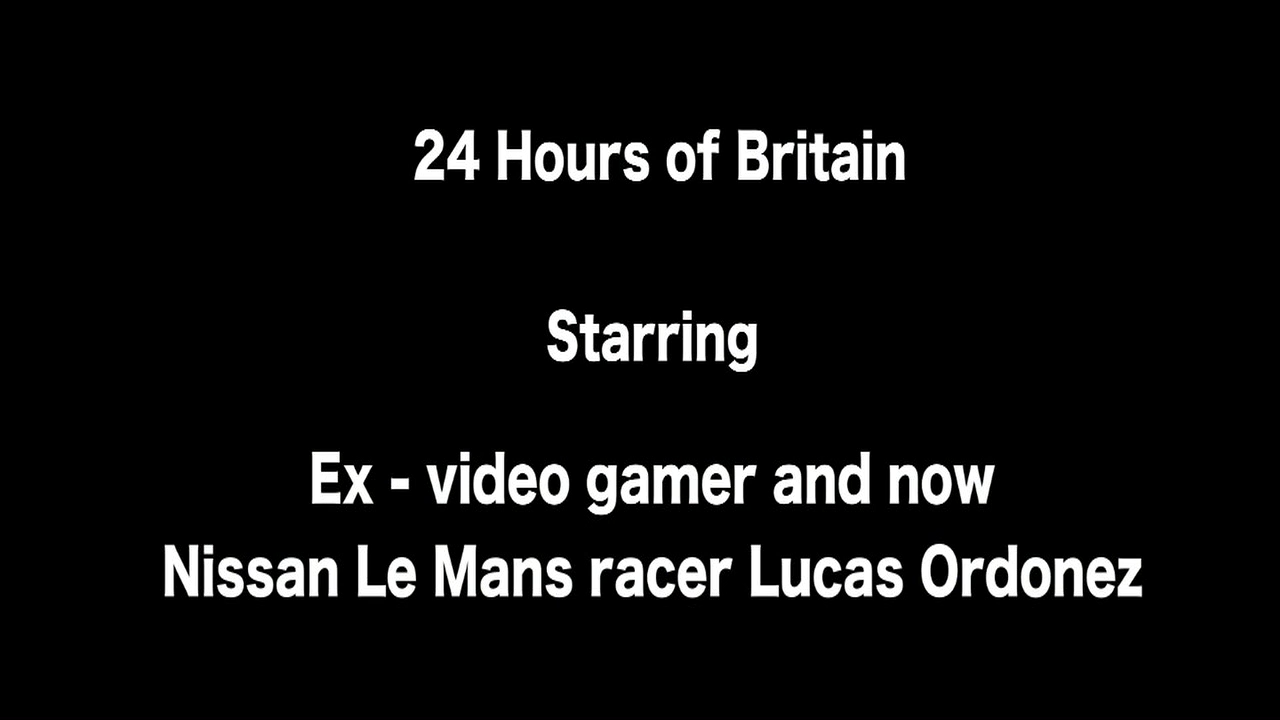 24 Hours of Britain
Starring
Ex - video gamer and now
Nissan Le Mans racer Lucas Ordonez